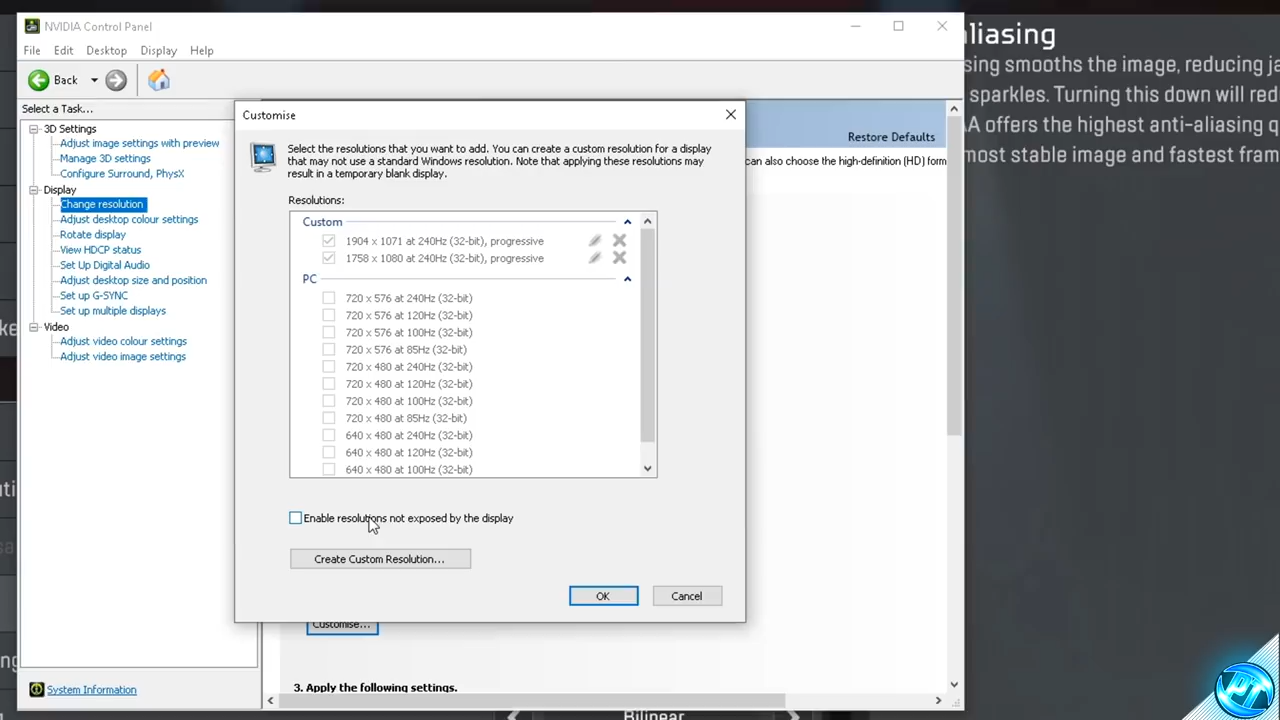 NVIDIA Control Panel
File Edit Desktop Display Help
Back
Select a Task...
3D Settings
Adjust image settings with preview
Manage 3D settings
Configure Surround, PhysX
Display
Change resolution
Adjust desktop colour settings
Rotate display
View HDCP status
Set Up Digital Audio
Adjust desktop size and position
Set up G-SYNC
Set up multiple displays
Video
Adjust video colour settings
Adjust video image settings
System Information
Customise
Select the resolutions that you want to add. You can create a custom resolution for a display
that may not use a standard Windows resolution. Note that applying these resolutions may
result in a temporary blank display.
Resolutions:
Custom
1904 x 1071 at 240Hz (32-bit), progressive
1758 x 1080 at 240Hz (32-bit), progressive
PC
720 x 576 at 240Hz (32-bit)
720 x 576 at 120Hz (32-bit)
720 x 576 at 100Hz (32-bit)
720 x 576 at 85Hz (32-bit)
720 x 480 at 240Hz (32-bit)
720 x 480 at 120Hz (32-bit)
720 x 480 at 100Hz (32-bit)
720 x 480 at 85Hz (32-bit)
640 x 480 at 240Hz (32-bit)
640 x 480 at 120Hz (32-bit)
640 x 480 at 100Hz (32-bit)
Enable resolutions not exposed by the display
Create Custom Resolution...
OK Cancel
Customise...
3. Apply the following settings.
Restore Defaults
can also choose the high-definition (HD) form
liasing
sing smooths the image, reducing ja
sparkles. Turning this down will red
AA offers the highest anti-aliasing q
most stable image and fastest fram
Bilinear